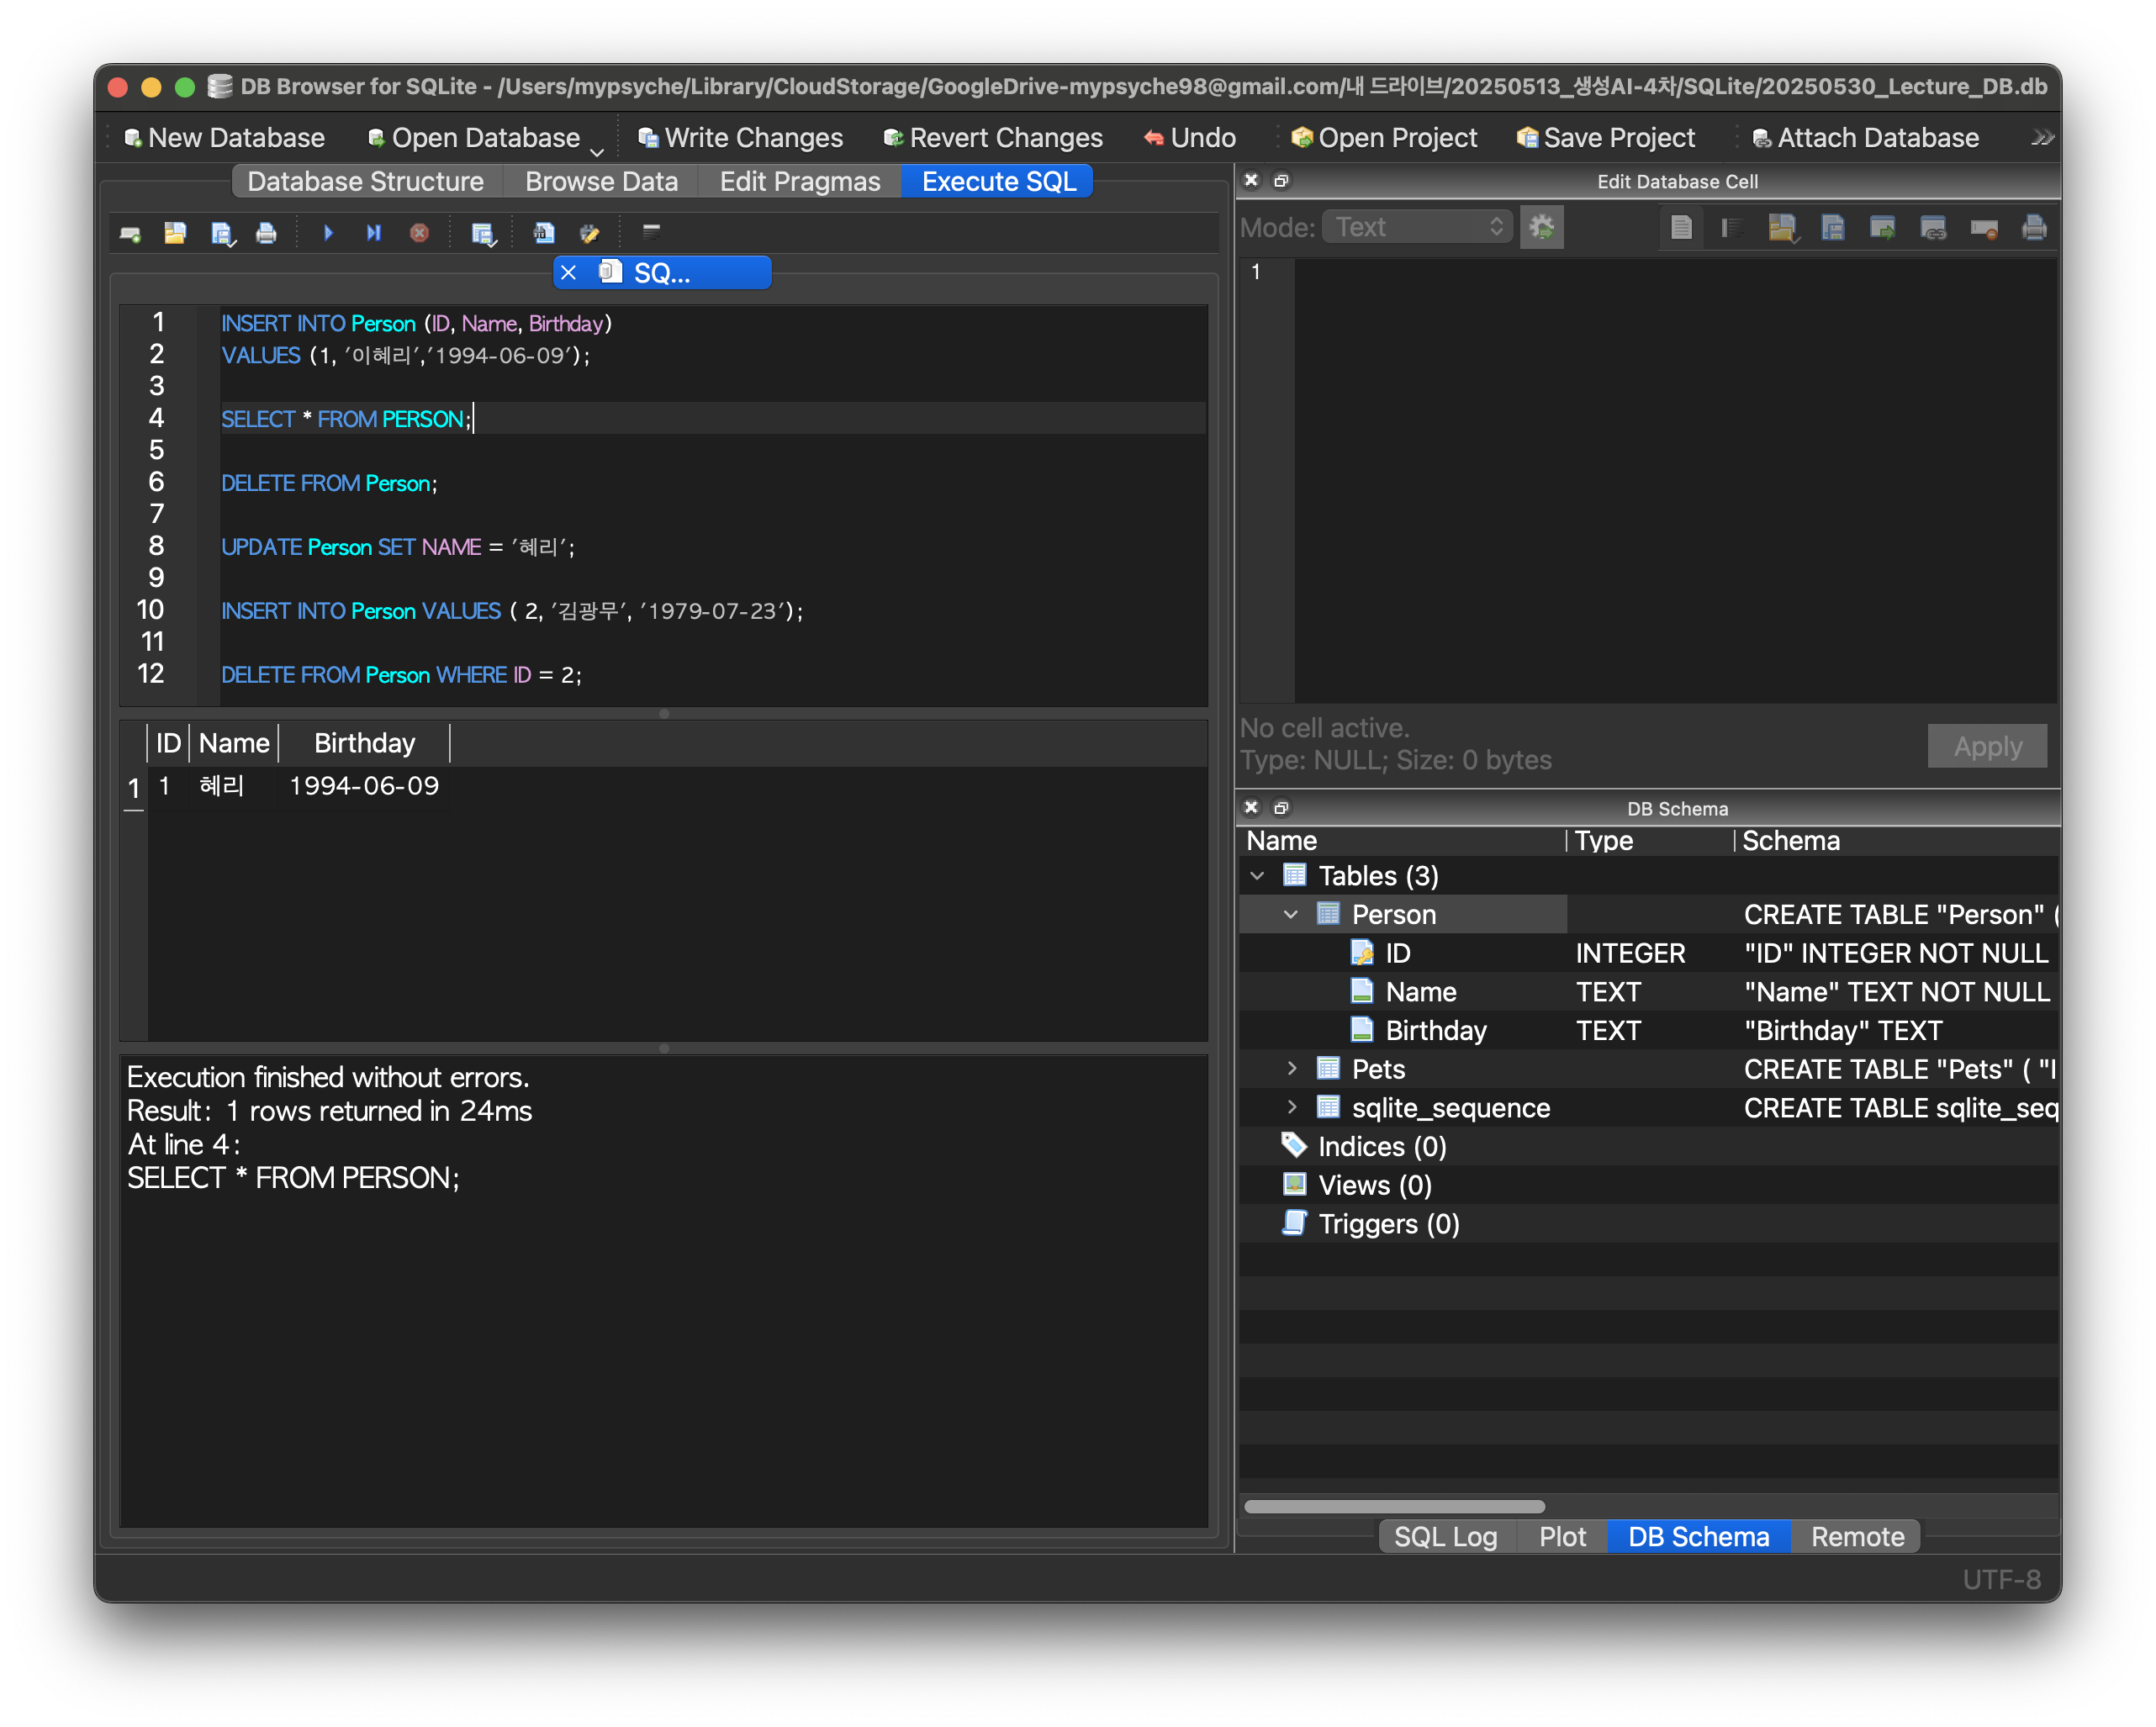 DB Browser for SQLite - /Users/mypsyche/Library/CloudStorage/GoogleDrive-mypsyche98@gmail.com/내 드라이브/20250513_생성AI-4차/SQLite/20250530_Lecture_DB.db
New Database Open Database Write Changes Revert Changes Undo Open Project Save Project Attach Database
Database Structure Browse Data Edit Pragmas Execute SQL
SQ...
1 INSERT INTO Person (ID, Name, Birthday)
2 VALUES (1, '이혜리','1994-06-09');
3
4 SELECT * FROM PERSON;
5
6 DELETE FROM Person;
7
8 UPDATE Person SET NAME = '혜리';
9
10 INSERT INTO Person VALUES ( 2, '김광무', '1979-07-23');
11
12 DELETE FROM Person WHERE ID = 2;
ID Name Birthday
1 1 혜리 1994-06-09
Execution finished without errors.
Result: 1 rows returned in 24ms
At line 4:
SELECT * FROM PERSON;
Edit Database Cell
Mode: Text
1
No cell active.
Type: NULL; Size: 0 bytes
Apply
DB Schema
Name Type Schema
Tables (3)
Person CREATE TABLE "Person" (
ID INTEGER "ID" INTEGER NOT NULL
Name TEXT "Name" TEXT NOT NULL
Birthday TEXT "Birthday" TEXT
Pets CREATE TABLE "Pets" ( "I
sqlite_sequence CREATE TABLE sqlite_seq
Indices (0)
Views (0)
Triggers (0)
SQL Log Plot DB Schema Remote
UTF-8